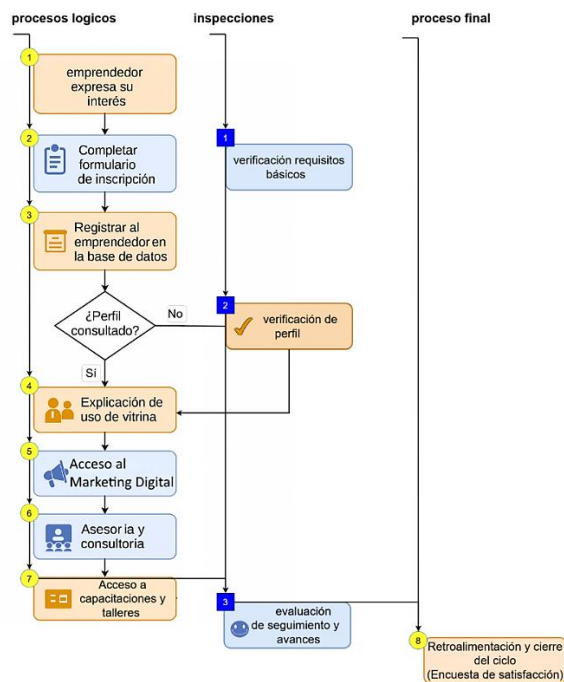 procesos logicos
inspecciones
proceso final
1
emprendedor
expresa su
interés
2
Completar
formulario
de inscripción
1
verificación requisitos
básicos
3
Registrar al
emprendedor en
la base de datos
¿Perfil
consultado?
No
Sí
2
verificación de
perfil
4
Explicación de
uso de vitrina
5
Acceso al
Marketing Digital
6
Asesor ia y
consultoria
7
Acceso a
capacitaciones y
talleres
3
evaluación
de seguimiento y
avances
8
Retroalimentación y cierre
del ciclo
(Encuesta de satisfacción)